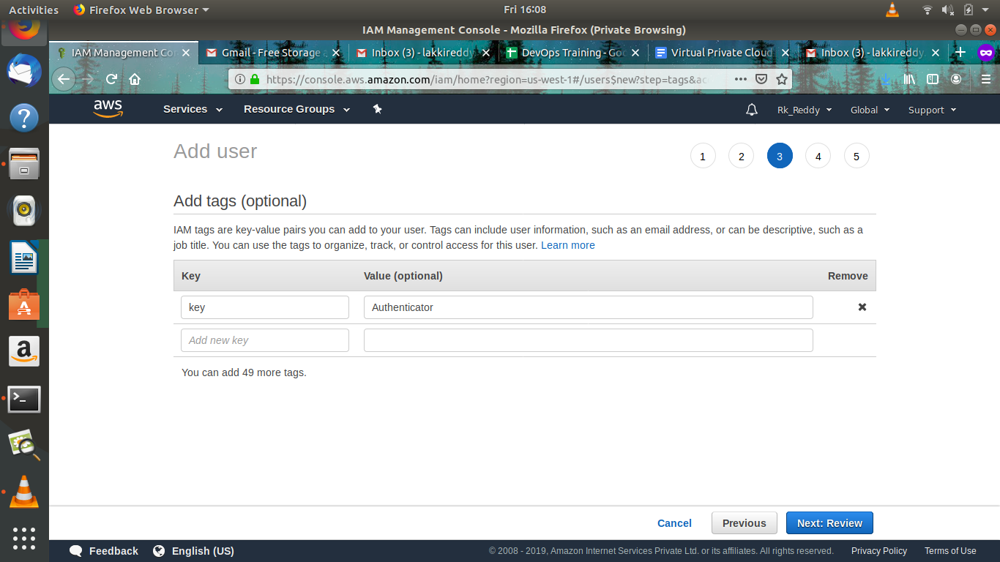 Activities Firefox Web Browser Fri 16:08
IAM Management Console - Mozilla Firefox (Private Browsing)
IAM Management Con Gmail - Free Storage a Inbox (3) - lakkireddy. DevOps Training - Goo Virtual Private Cloud Inbox (3) - lakkireddy.
https://console.aws.amazon.com/iam/home?region=us-west-1#/users$new?step=tags&ac
aws Services Resource Groups Rk_Reddy Global Support
Add user
1 2 3 4 5
Add tags (optional)
IAM tags are key-value pairs you can add to your user. Tags can include user information, such as an email address, or can be descriptive, such as a
job title. You can use the tags to organize, track, or control access for this user. Learn more
Key Value (optional) Remove
key Authenticator
Add new key
You can add 49 more tags.
Cancel Previous Next: Review
Feedback English (US) © 2008 - 2019, Amazon Internet Services Private Ltd. or its affiliates. All rights reserved. Privacy Policy Terms of Use